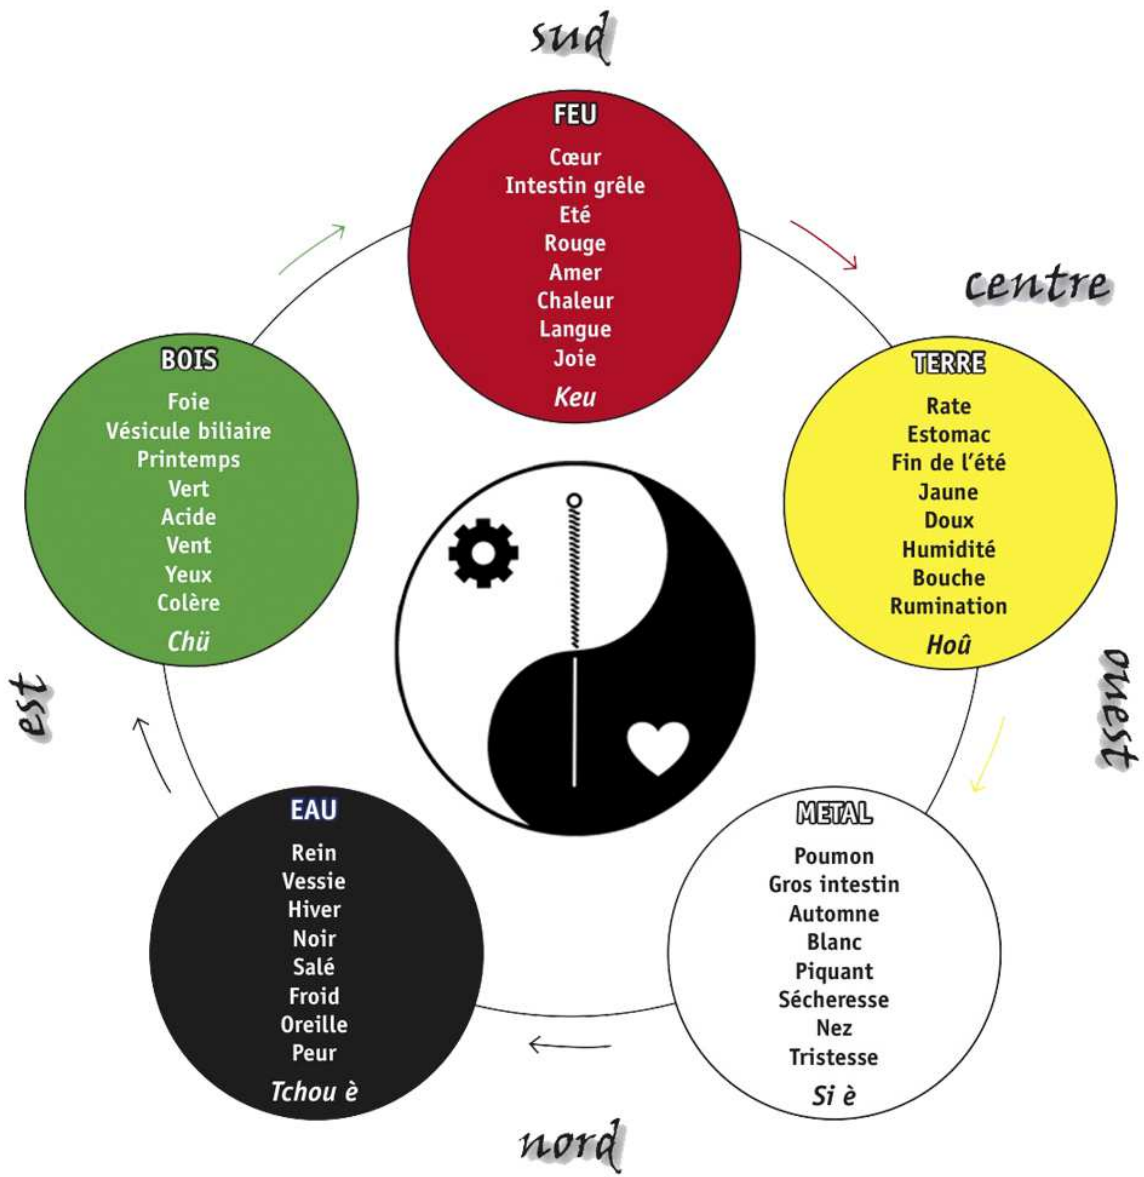 sud
FEU
Cœur
Intestin grêle
Eté
Rouge
Amer
Chaleur
Langue
Joie
Keu
centre
TERRE
Rate
Estomac
Fin de l'été
Jaune
Doux
Humidité
Bouche
Rumination
Hoû
ouest
METAL
Poumon
Gros intestin
Automne
Blanc
Piquant
Sécheresse
Nez
Tristesse
Si è
nord
EAU
Rein
Vessie
Hiver
Noir
Salé
Froid
Oreille
Peur
Tchou è
est
BOIS
Foie
Vésicule biliaire
Printemps
Vert
Acide
Vent
Yeux
Colère
Chü